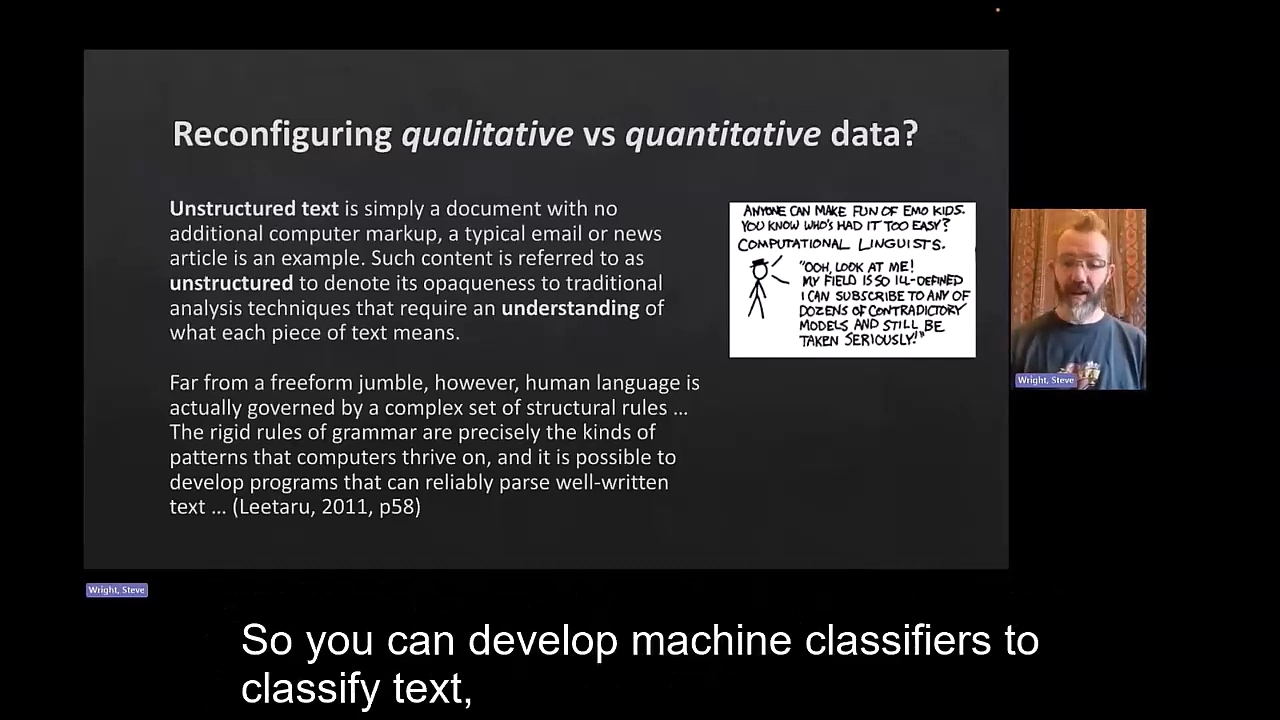 Reconfiguring qualitative vs quantitative data?
Unstructured text is simply a document with no
additional computer markup, a typical email or news
article is an example. Such content is referred to as
unstructured to denote its opaqueness to traditional
analysis techniques that require an understanding of
what each piece of text means.
Far from a freeform jumble, however, human language is
actually governed by a complex set of structural rules ...
The rigid rules of grammar are precisely the kinds of
patterns that computers thrive on, and it is possible to
develop programs that can reliably parse well-written
text ... (Leetaru, 2011, p58)
ANYONE CAN MAKE FUN OF EMO KIDS.
YOU KNOW WHO'S HAD IT TOO EASY?
COMPUTATIONAL LINGUISTS.
"OOH, LOOK AT ME!
MY FIELD IS SO ILL-DEFINED
I CAN SUBSCRIBE TO ANY OF
DOZENS OF CONTRADICTORY
MODELS AND STILL BE
TAKEN SERIOUSLY!"
Wright, Steve
Wright, Steve
So you can develop machine classifiers to
classify text,